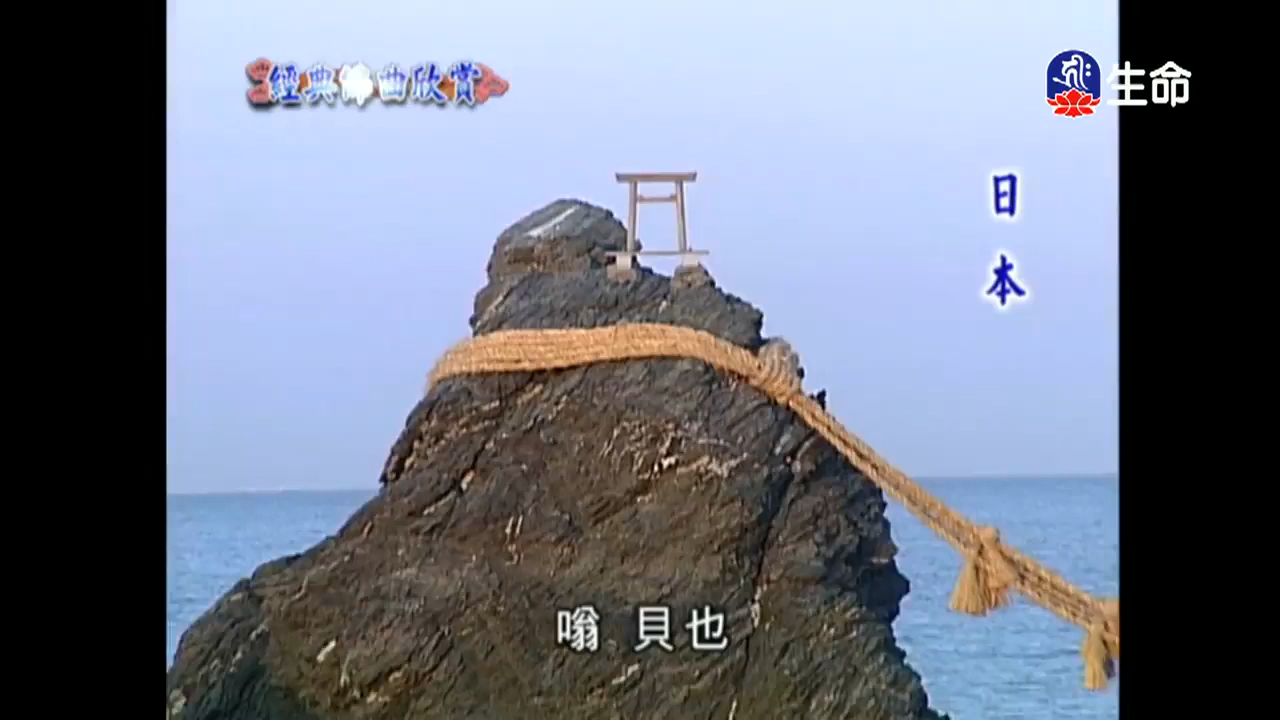 經典佛曲欣賞
生命
日本
嗡 貝也